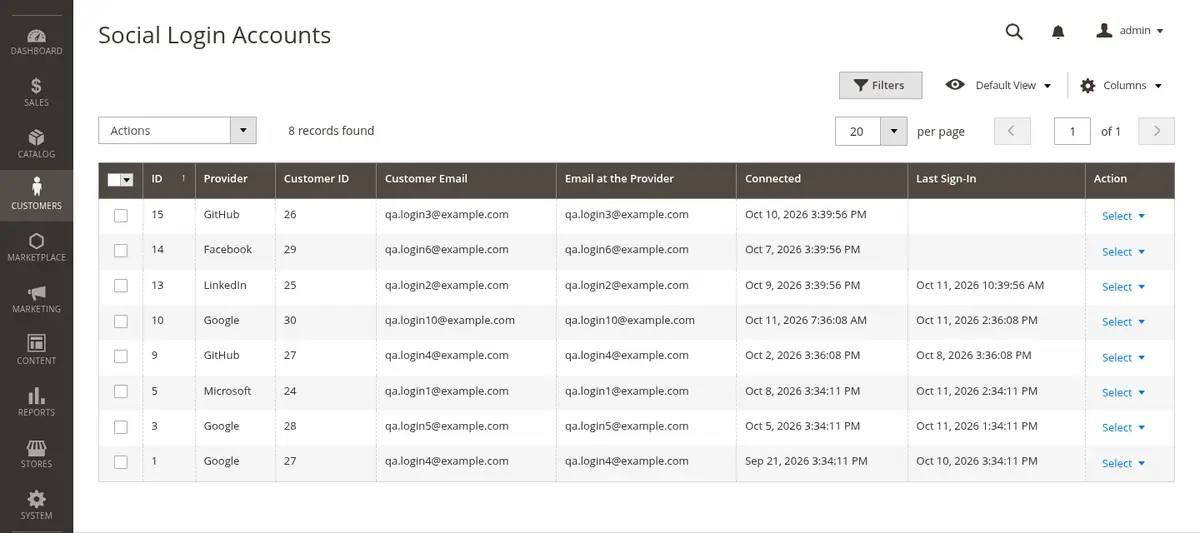 Social Login Accounts
admin
DASHBOARD
SALES
CATALOG
CUSTOMERS
MARKETPLACE
MARKETING
CONTENT
REPORTS
STORES
SYSTEM
Filters
Default View
Columns
Actions
8 records found
20
per page
1
of 1
ID Provider Customer ID Customer Email Email at the Provider Connected Last Sign-In Action
15 GitHub 26 qa.login3@example.com qa.login3@example.com Oct 10, 2026 3:39:56 PM Select
14 Facebook 29 qa.login6@example.com qa.login6@example.com Oct 7, 2026 3:39:56 PM Select
13 LinkedIn 25 qa.login2@example.com qa.login2@example.com Oct 9, 2026 3:39:56 PM Oct 11, 2026 10:39:56 AM Select
10 Google 30 qa.login10@example.com qa.login10@example.com Oct 11, 2026 7:36:08 AM Oct 11, 2026 2:36:08 PM Select
9 GitHub 27 qa.login4@example.com qa.login4@example.com Oct 2, 2026 3:36:08 PM Oct 8, 2026 3:36:08 PM Select
5 Microsoft 24 qa.login1@example.com qa.login1@example.com Oct 8, 2026 3:34:11 PM Oct 11, 2026 2:34:11 PM Select
3 Google 28 qa.login5@example.com qa.login5@example.com Oct 5, 2026 3:34:11 PM Oct 11, 2026 1:34:11 PM Select
1 Google 27 qa.login4@example.com qa.login4@example.com Sep 21, 2026 3:34:11 PM Oct 10, 2026 3:34:11 PM Select